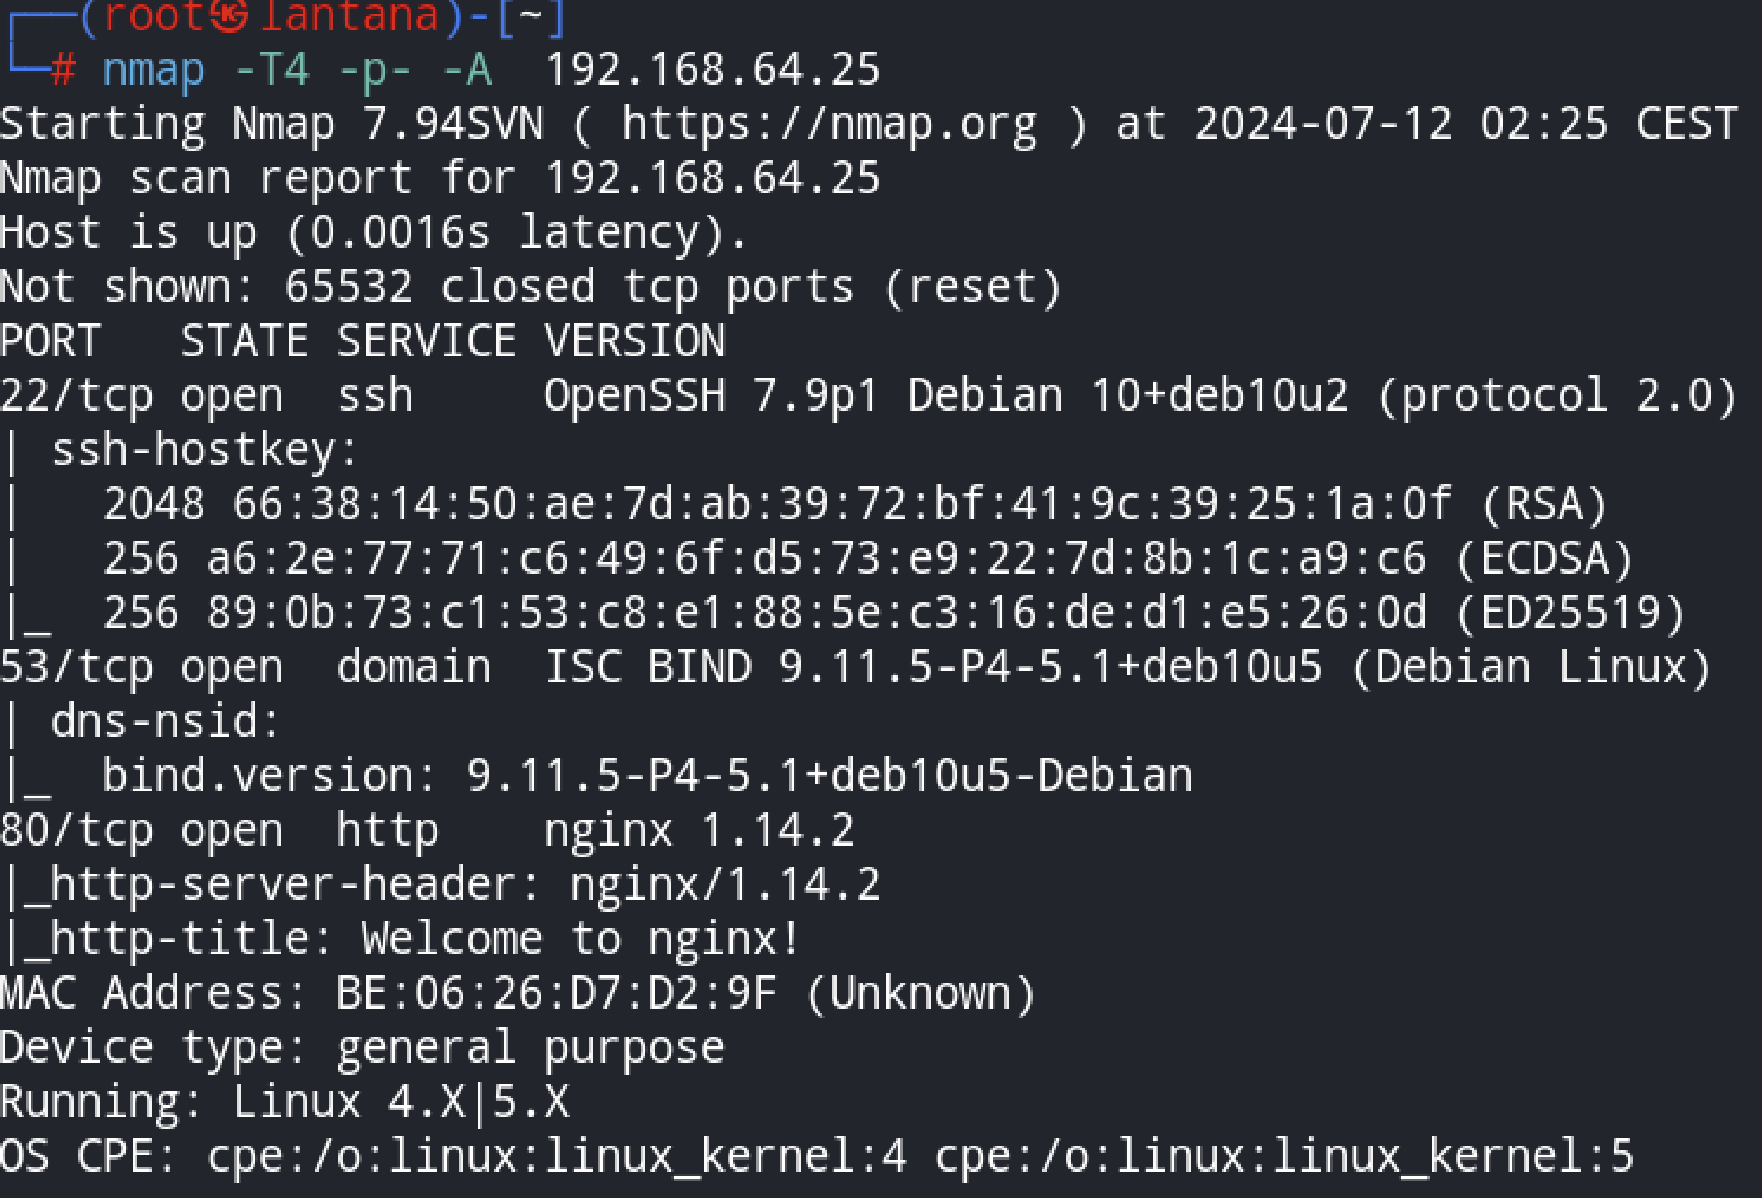 ┌──(root㉿lantana)-[~]
└─# nmap -T4 -p- -A  192.168.64.25
Starting Nmap 7.94SVN ( https://nmap.org ) at 2024-07-12 02:25 CEST
Nmap scan report for 192.168.64.25
Host is up (0.0016s latency).
Not shown: 65532 closed tcp ports (reset)
PORT   STATE SERVICE VERSION
22/tcp open  ssh     OpenSSH 7.9p1 Debian 10+deb10u2 (protocol 2.0)
| ssh-hostkey:
|   2048 66:38:14:50:ae:7d:ab:39:72:bf:41:9c:39:25:1a:0f (RSA)
|   256 a6:2e:77:71:c6:49:6f:d5:73:e9:22:7d:8b:1c:a9:c6 (ECDSA)
|_  256 89:0b:73:c1:53:c8:e1:88:5e:c3:16:de:d1:e5:26:0d (ED25519)
53/tcp open  domain  ISC BIND 9.11.5-P4-5.1+deb10u5 (Debian Linux)
| dns-nsid:
|_  bind.version: 9.11.5-P4-5.1+deb10u5-Debian
80/tcp open  http    nginx 1.14.2
|_http-server-header: nginx/1.14.2
|_http-title: Welcome to nginx!
MAC Address: BE:06:26:D7:D2:9F (Unknown)
Device type: general purpose
Running: Linux 4.X|5.X
OS CPE: cpe:/o:linux:linux_kernel:4 cpe:/o:linux:linux_kernel:5